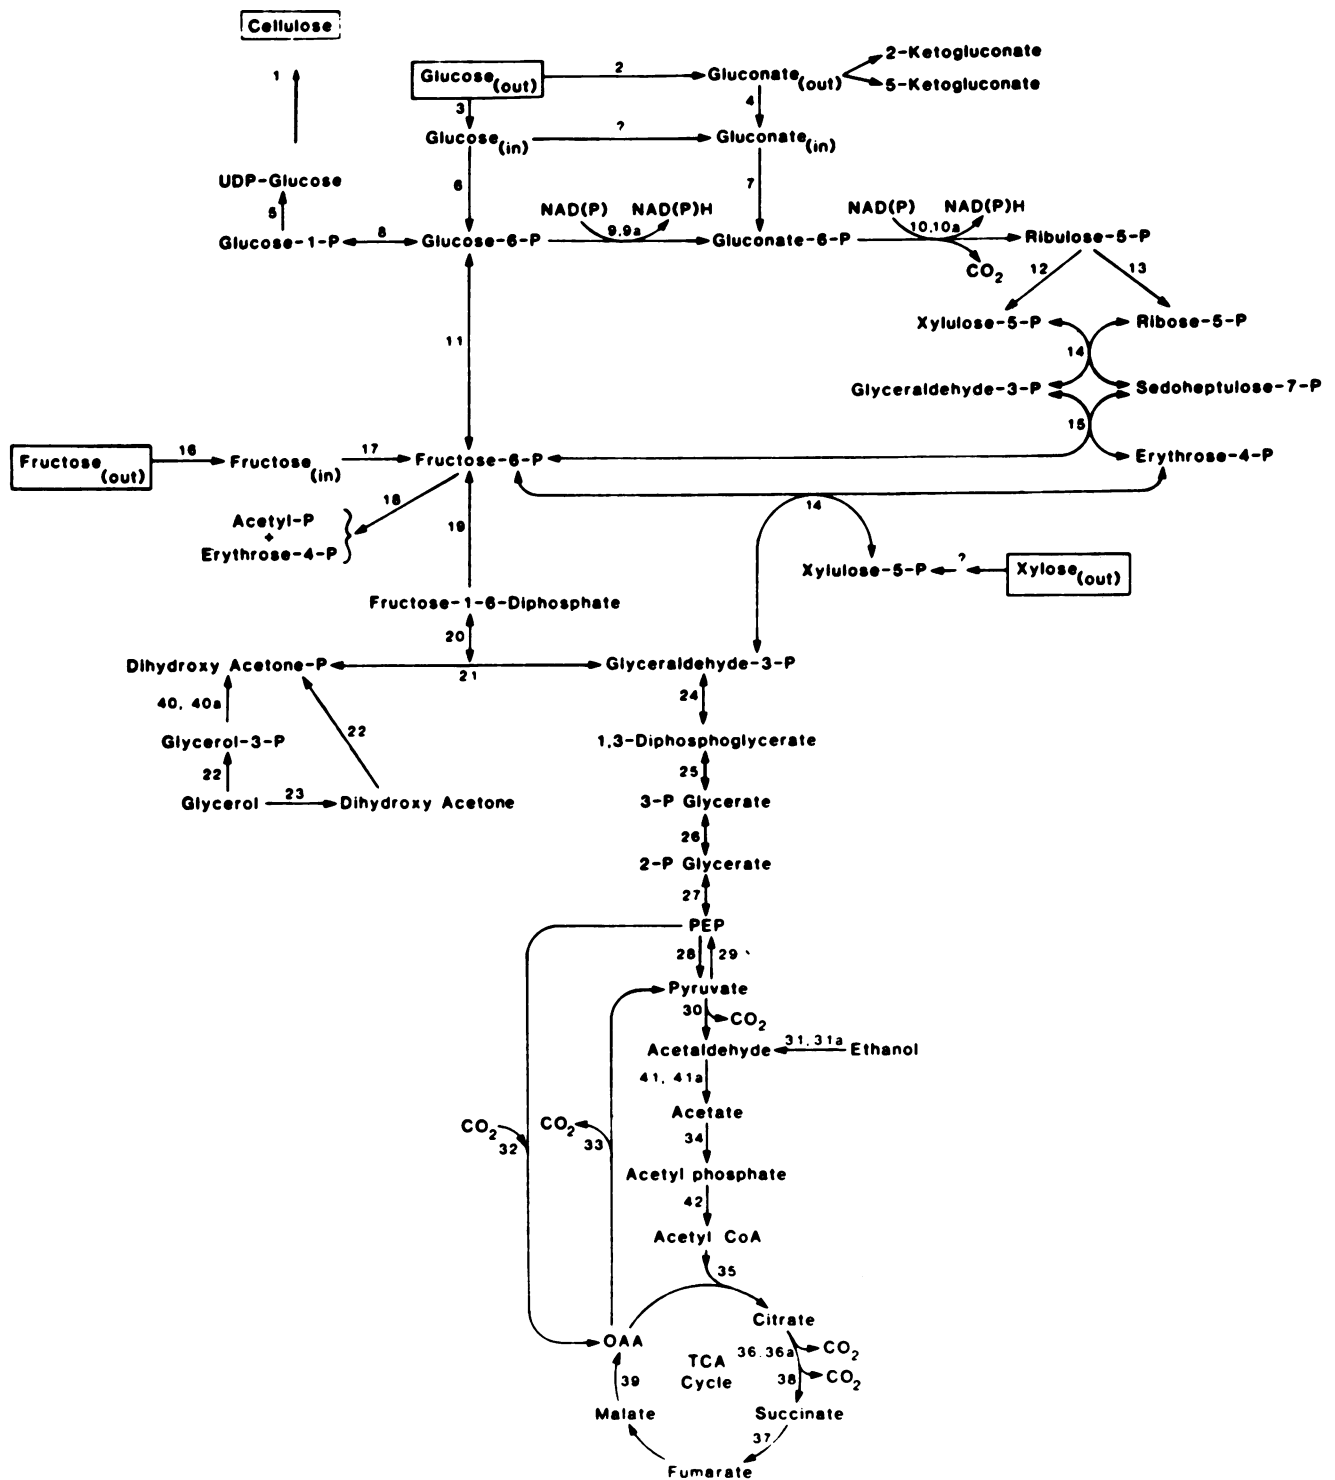 Cellulose
1
Glucose(out)
2
Gluconate(out)
2-Ketogluconate
5-Ketogluconate
3
4
Glucose(in)
?
Gluconate(in)
UDP-Glucose
6
7
5
NAD(P)
NAD(P)H
NAD(P)
NAD(P)H
Glucose-1-P
8
Glucose-6-P
9,9a
Gluconate-6-P
10,10a
Ribulose-5-P
CO2
12
13
Xylulose-5-P
Ribose-5-P
11
14
Glyceraldehyde-3-P
Sedoheptulose-7-P
15
Fructose(out)
16
Fructose(in)
17
Fructose-6-P
Erythrose-4-P
18
Acetyl-P
+
Erythrose-4-P
19
14
Xylulose-5-P
?
Xylose(out)
Fructose-1-6-Diphosphate
20
Dihydroxy Acetone-P
21
Glyceraldehyde-3-P
40, 40a
24
22
Glycerol-3-P
1,3-Diphosphoglycerate
22
25
Glycerol
23
Dihydroxy Acetone
3-P Glycerate
26
2-P Glycerate
27
PEP
28
29
Pyruvate
30
CO2
Acetaldehyde
31, 31a
Ethanol
41, 41a
Acetate
CO2
32
CO2
33
34
Acetyl phosphate
42
Acetyl CoA
35
Citrate
OAA
36.36a
CO2
TCA
Cycle
38
CO2
39
Malate
Succinate
37
Fumarate